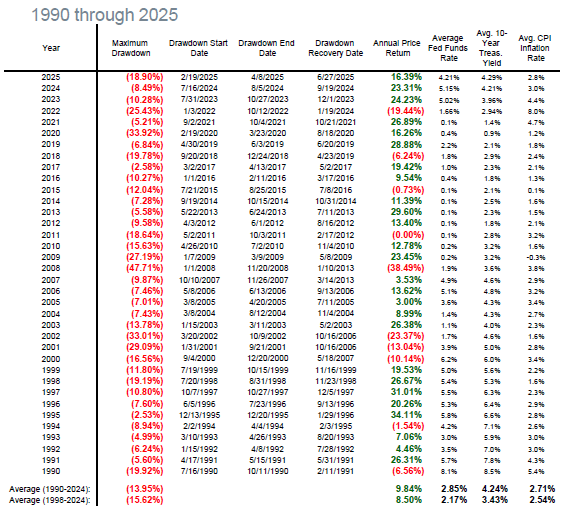 1990 through 2025
Year Maximum Drawdown Drawdown Start Date Drawdown End Date Drawdown Recovery Date Annual Price Return Average Fed Funds Rate Avg. 10-Year Treas. Yield Avg. CPI Inflation Rate
2025 (18.90%) 2/19/2025 4/8/2025 6/27/2025 16.39% 4.21% 4.29% 2.8%
2024 (8.49%) 7/16/2024 8/5/2024 9/19/2024 23.31% 5.15% 4.21% 3.0%
2023 (10.28%) 7/31/2023 10/27/2023 12/1/2023 24.23% 5.02% 3.96% 4.4%
2022 (25.43%) 1/3/2022 10/12/2022 1/19/2024 (19.44%) 1.66% 2.94% 8.0%
2021 (5.21%) 9/2/2021 10/4/2021 10/21/2021 26.89% 0.1% 1.4% 4.7%
2020 (33.92%) 2/19/2020 3/23/2020 8/18/2020 16.26% 0.4% 0.9% 1.2%
2019 (6.84%) 4/30/2019 6/3/2019 6/20/2019 28.88% 2.2% 2.1% 1.8%
2018 (19.78%) 9/20/2018 12/24/2018 4/23/2019 (6.24%) 1.8% 2.9% 2.4%
2017 (2.58%) 3/2/2017 4/13/2017 5/2/2017 19.42% 1.0% 2.3% 2.1%
2016 (10.27%) 1/1/2016 2/11/2016 3/17/2016 9.54% 0.4% 1.8% 1.3%
2015 (12.04%) 7/21/2015 8/25/2015 7/8/2016 (0.73%) 0.1% 2.1% 0.1%
2014 (7.28%) 9/19/2014 10/15/2014 10/31/2014 11.39% 0.1% 2.5% 1.6%
2013 (5.58%) 5/22/2013 6/24/2013 7/11/2013 29.60% 0.1% 2.3% 1.5%
2012 (9.58%) 4/3/2012 6/1/2012 8/16/2012 13.40% 0.1% 1.8% 2.1%
2011 (18.64%) 5/2/2011 10/3/2011 2/17/2012 (0.00%) 0.1% 2.8% 3.2%
2010 (15.63%) 4/26/2010 7/2/2010 11/4/2010 12.78% 0.2% 3.2% 1.6%
2009 (27.19%) 1/7/2009 3/9/2009 5/8/2009 23.45% 0.2% 3.2% -0.3%
2008 (47.71%) 1/1/2008 11/20/2008 1/10/2013 (38.49%) 1.9% 3.6% 3.8%
2007 (9.87%) 10/10/2007 11/26/2007 3/14/2013 3.53% 4.9% 4.6% 2.9%
2006 (7.46%) 5/8/2006 6/13/2006 9/13/2006 13.62% 5.1% 4.8% 3.2%
2005 (7.01%) 3/8/2005 4/20/2005 7/11/2005 3.00% 3.6% 4.3% 3.4%
2004 (7.43%) 3/8/2004 8/12/2004 11/4/2004 8.99% 1.4% 4.3% 2.7%
2003 (13.78%) 1/15/2003 3/11/2003 5/2/2003 26.38% 1.1% 4.0% 2.3%
2002 (33.01%) 3/20/2002 10/9/2002 10/16/2006 (23.37%) 1.7% 4.6% 1.6%
2001 (29.09%) 1/31/2001 9/21/2001 10/16/2006 (13.04%) 3.9% 5.0% 2.8%
2000 (16.56%) 9/4/2000 12/20/2000 5/18/2007 (10.14%) 6.2% 6.0% 3.4%
1999 (11.80%) 7/19/1999 10/15/1999 11/16/1999 19.53% 5.0% 5.6% 2.2%
1998 (19.19%) 7/20/1998 8/31/1998 11/23/1998 26.67% 5.4% 5.3% 1.6%
1997 (10.80%) 10/7/1997 10/27/1997 12/5/1997 31.01% 5.5% 6.3% 2.3%
1996 (7.60%) 6/5/1996 7/23/1996 9/13/1996 20.26% 5.3% 6.4% 2.9%
1995 (2.53%) 12/13/1995 12/20/1995 1/29/1996 34.11% 5.8% 6.6% 2.8%
1994 (8.94%) 2/2/1994 4/4/1994 2/3/1995 (1.54%) 4.2% 7.1% 2.6%
1993 (4.99%) 3/10/1993 4/26/1993 8/20/1993 7.06% 3.0% 5.9% 3.0%
1992 (6.24%) 1/15/1992 4/8/1992 7/28/1992 4.46% 3.5% 7.0% 3.0%
1991 (5.60%) 4/17/1991 5/15/1991 5/31/1991 26.31% 5.7% 7.8% 4.3%
1990 (19.92%) 7/16/1990 10/11/1990 2/11/1991 (6.56%) 8.1% 8.5% 5.4%
Average (1990-2024): (13.95%) 9.84% 2.85% 4.24% 2.71%
Average (1998-2024): (15.62%) 8.50% 2.17% 3.43% 2.54%